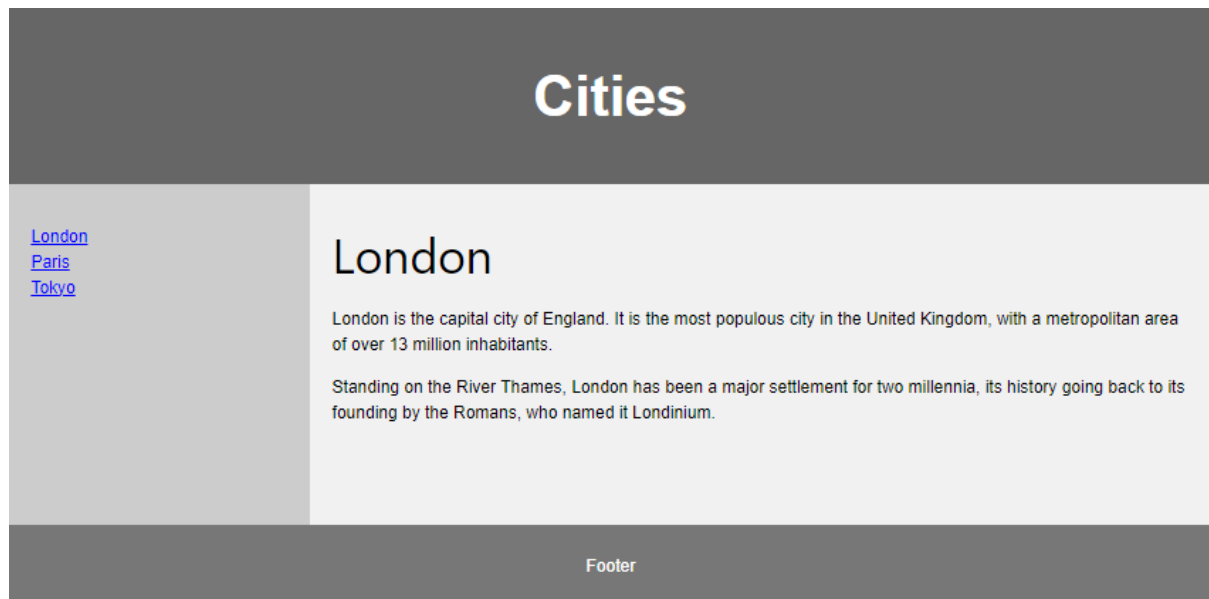 Cities
London
Paris
Tokyo
London
London is the capital city of England. It is the most populous city in the United Kingdom, with a metropolitan area
of over 13 million inhabitants.
Standing on the River Thames, London has been a major settlement for two millennia, its history going back to its
founding by the Romans, who named it Londinium.
Footer